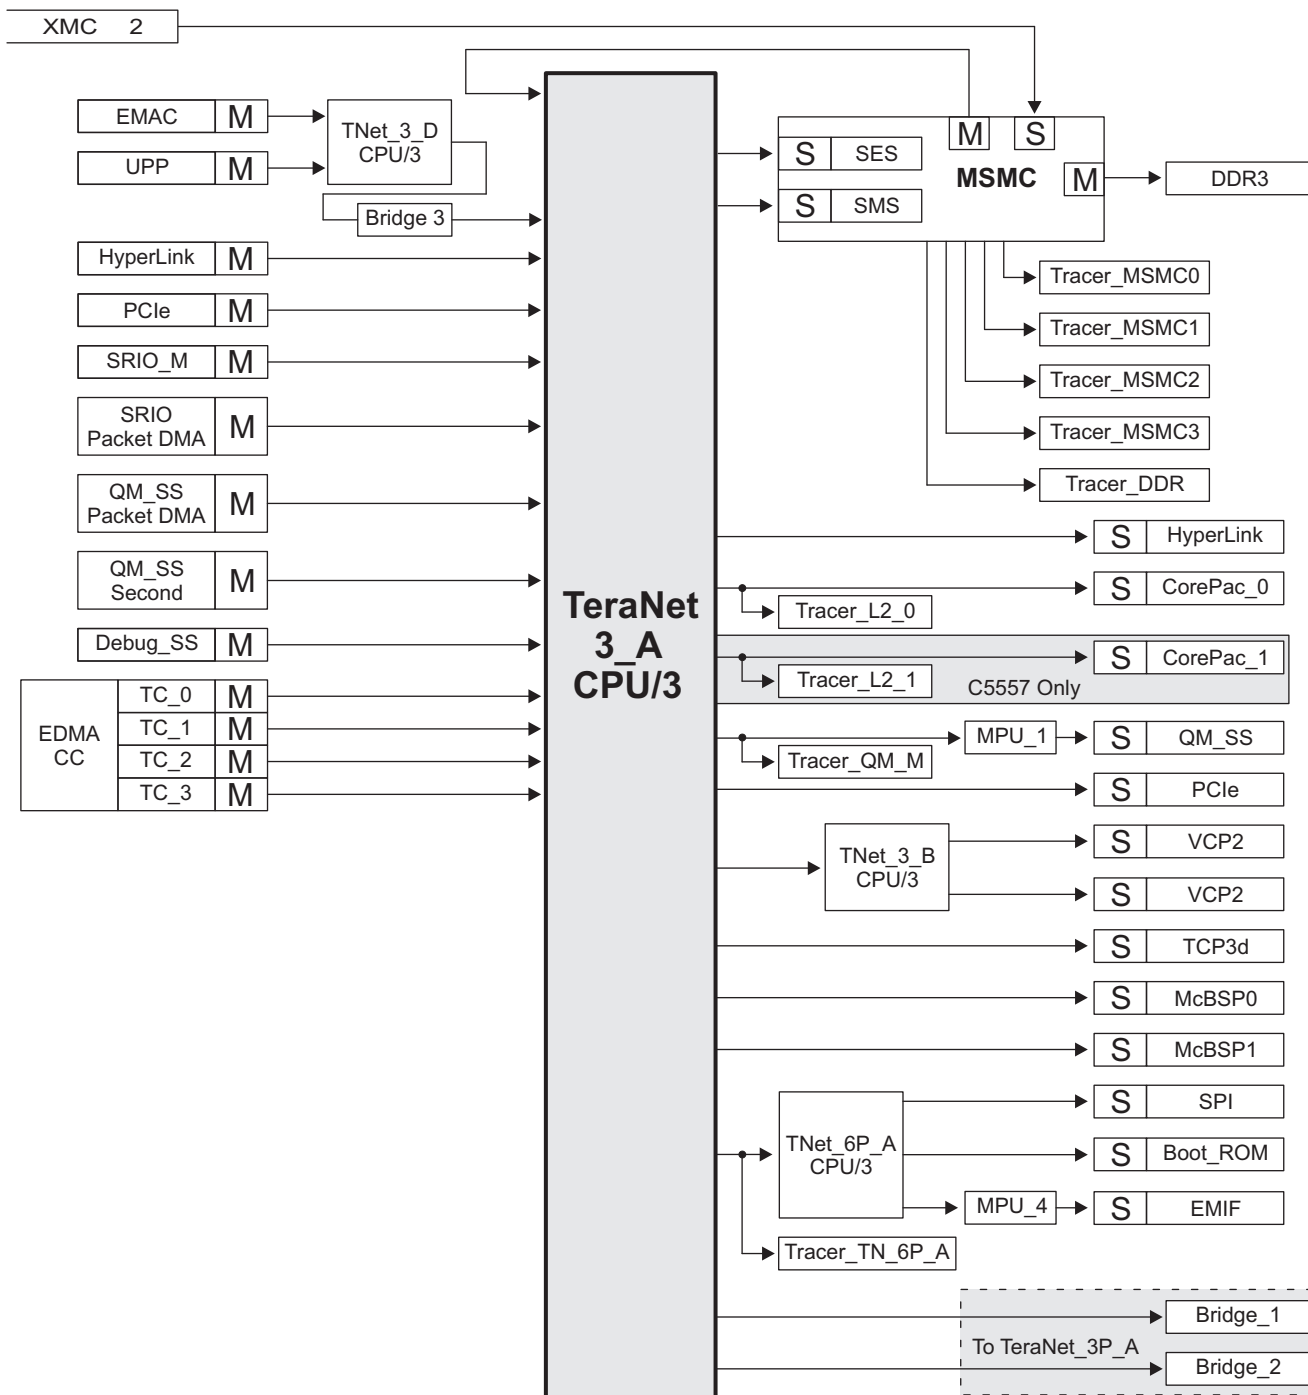 XMC 2
EMAC M
UPP M
TNet_3_D
CPU/3
Bridge 3
HyperLink M
PCIe M
SRIO_M M
SRIO
Packet DMA M
QM_SS
Packet DMA M
QM_SS
Second M
Debug_SS M
EDMA
CC
TC_0 M
TC_1 M
TC_2 M
TC_3 M
TeraNet
3_A
CPU/3
S SES
S SMS
M S
MSMC M
DDR3
Tracer_MSMC0
Tracer_MSMC1
Tracer_MSMC2
Tracer_MSMC3
Tracer_DDR
S HyperLink
S CorePac_0
Tracer_L2_0
S CorePac_1
Tracer_L2_1
C5557 Only
MPU_1 S QM_SS
Tracer_QM_M
S PCIe
TNet_3_B
CPU/3
S VCP2
S VCP2
S TCP3d
S McBSP0
S McBSP1
TNet_6P_A
CPU/3
S SPI
S Boot_ROM
MPU_4 S EMIF
Tracer_TN_6P_A
To TeraNet_3P_A
Bridge_1
Bridge_2